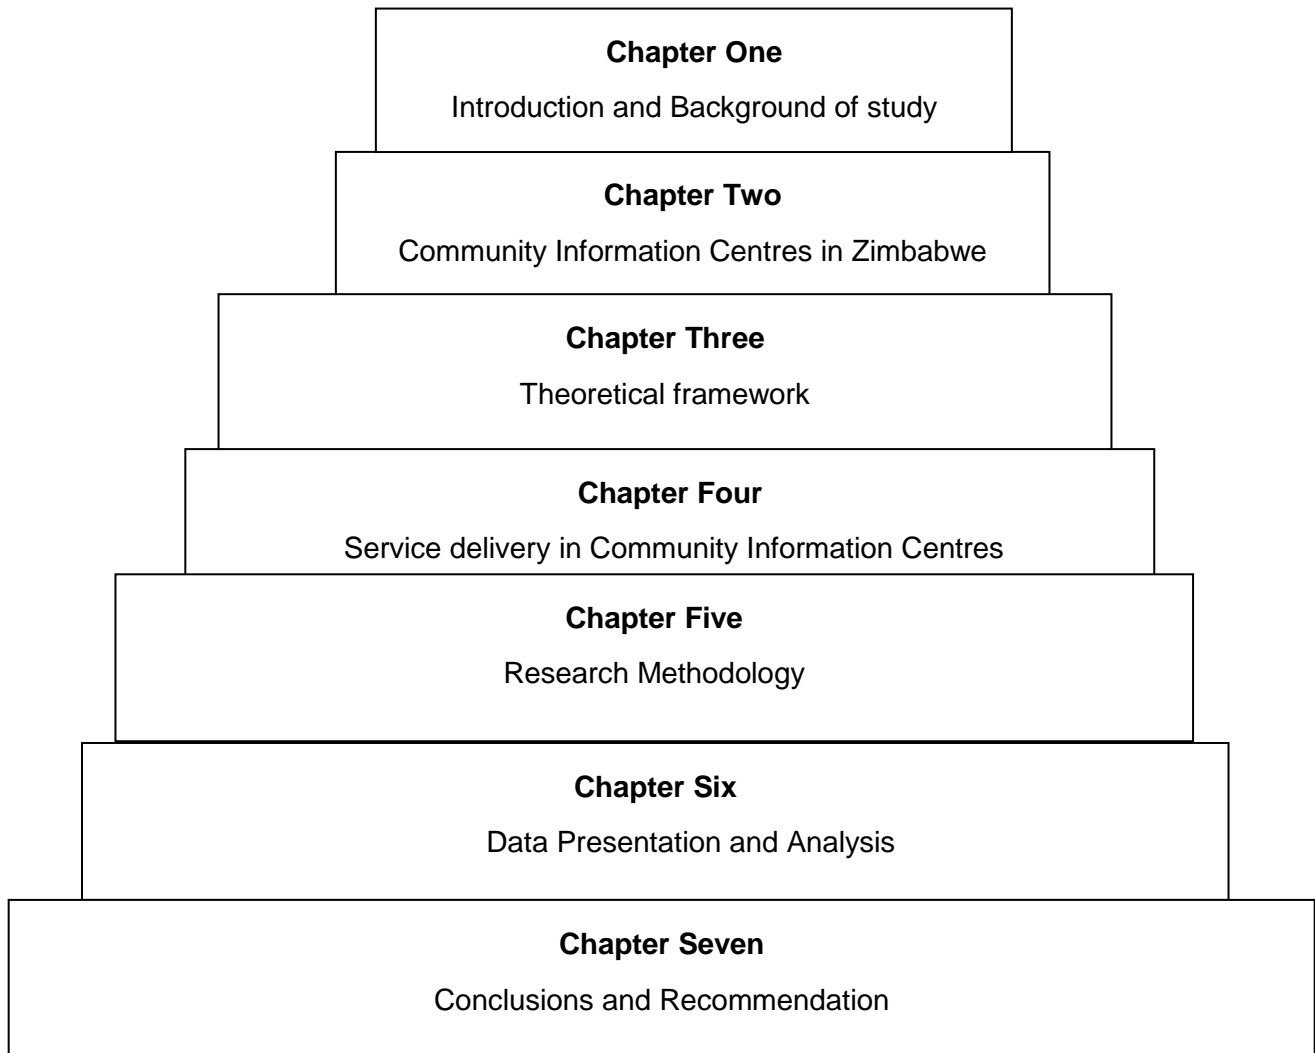 Chapter One
Introduction and Background of study
Chapter Two
Community Information Centres in Zimbabwe
Chapter Three
Theoretical framework
Chapter Four
Service delivery in Community Information Centres
Chapter Five
Research Methodology
Chapter Six
Data Presentation and Analysis
Chapter Seven
Conclusions and Recommendation